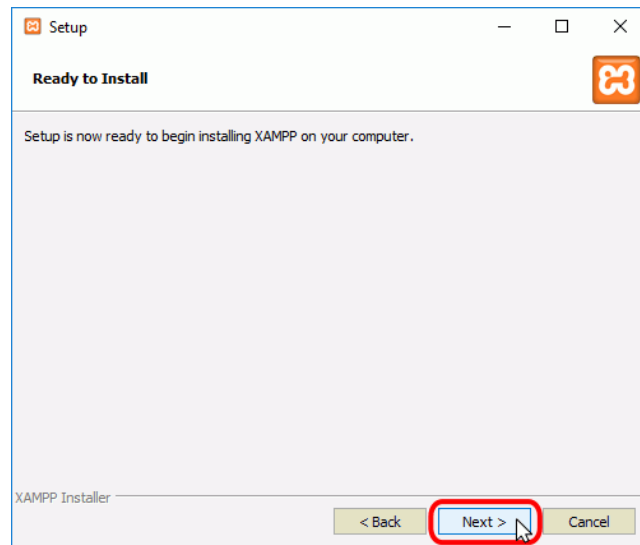 Setup
Ready to Install
Setup is now ready to begin installing XAMPP on your computer.
XAMPP Installer
< Back Next > Cancel